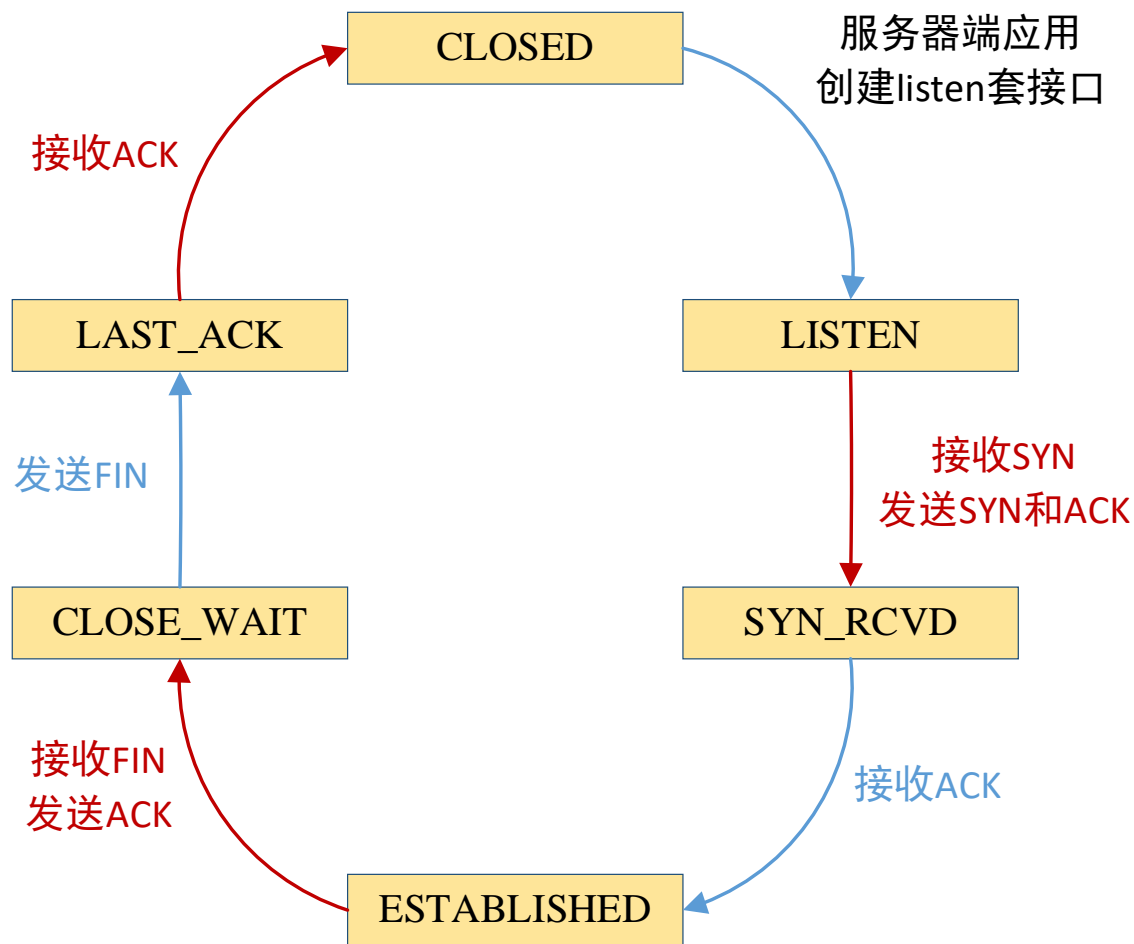 CLOSED
服务器端应用
创建listen套接口
接收ACK
LAST_ACK
LISTEN
发送FIN
接收SYN
发送SYN和ACK
CLOSE_WAIT
SYN_RCVD
接收FIN
发送ACK
接收ACK
ESTABLISHED